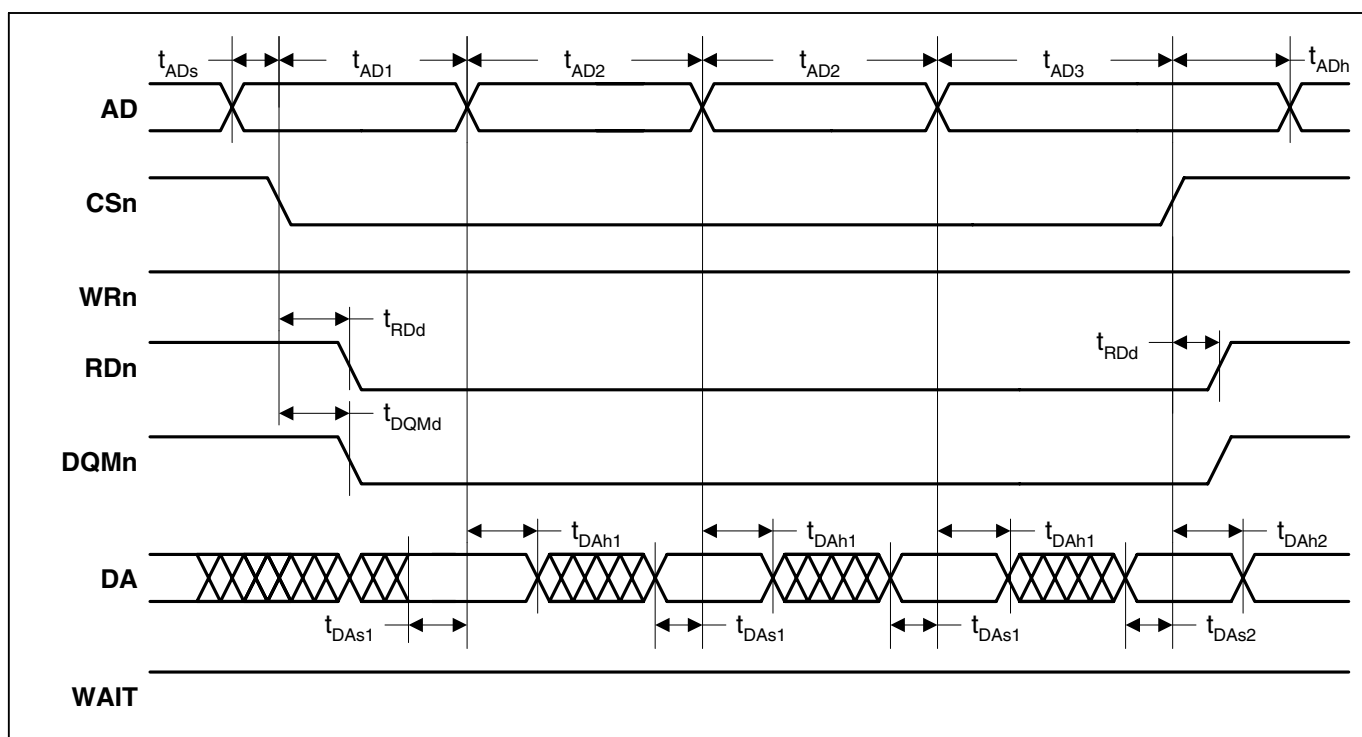 tADs tAD1 tAD2 tAD2 tAD3 tADh
AD
CSn
WRn
tRDd
tRDd
RDn
tDQMd
DQMn
tDAh1 tDAh1 tDAh1 tDAh2
DA
tDAs1 tDAs1 tDAs1 tDAs2
WAIT